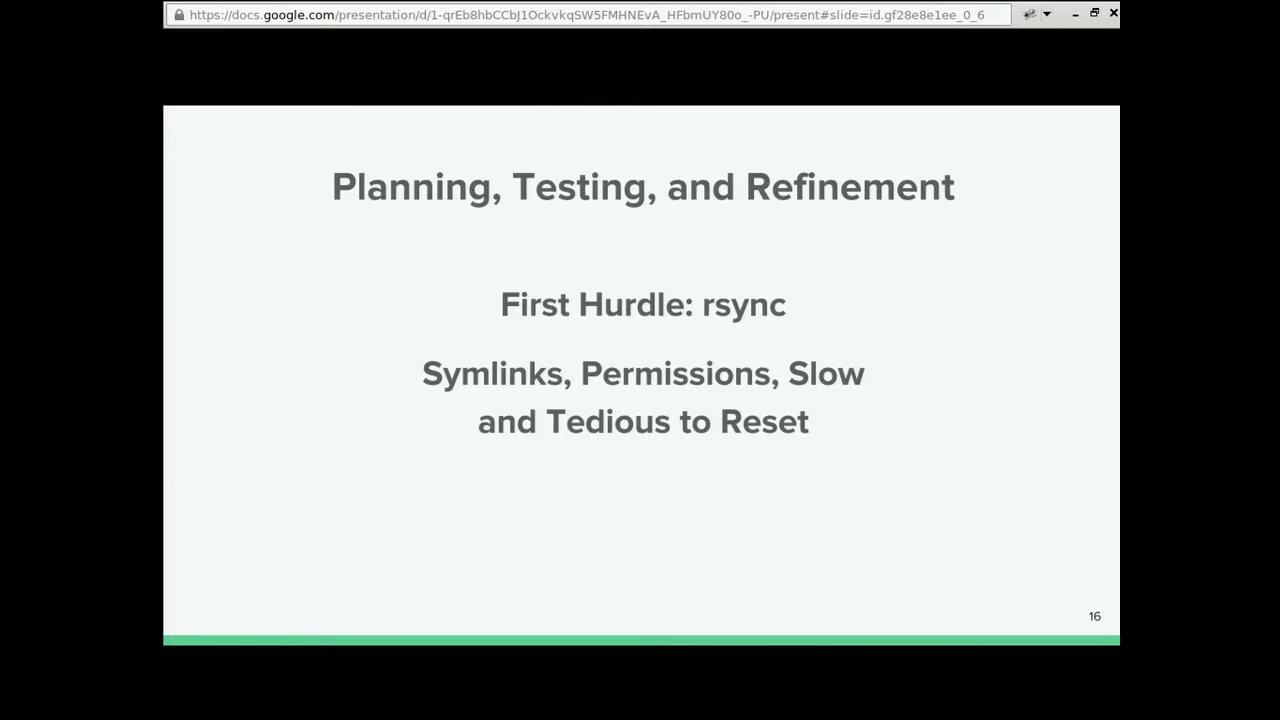 https://docs.google.com/presentation/d/1-qrEb8hbCCbJ1OckvkqSW5FMHNEvA_HFbmUY80o_-PU/present#slide=id.gf28e8e1ee_0_6
Planning, Testing, and Refinement
First Hurdle: rsync
Symlinks, Permissions, Slow
and Tedious to Reset
16